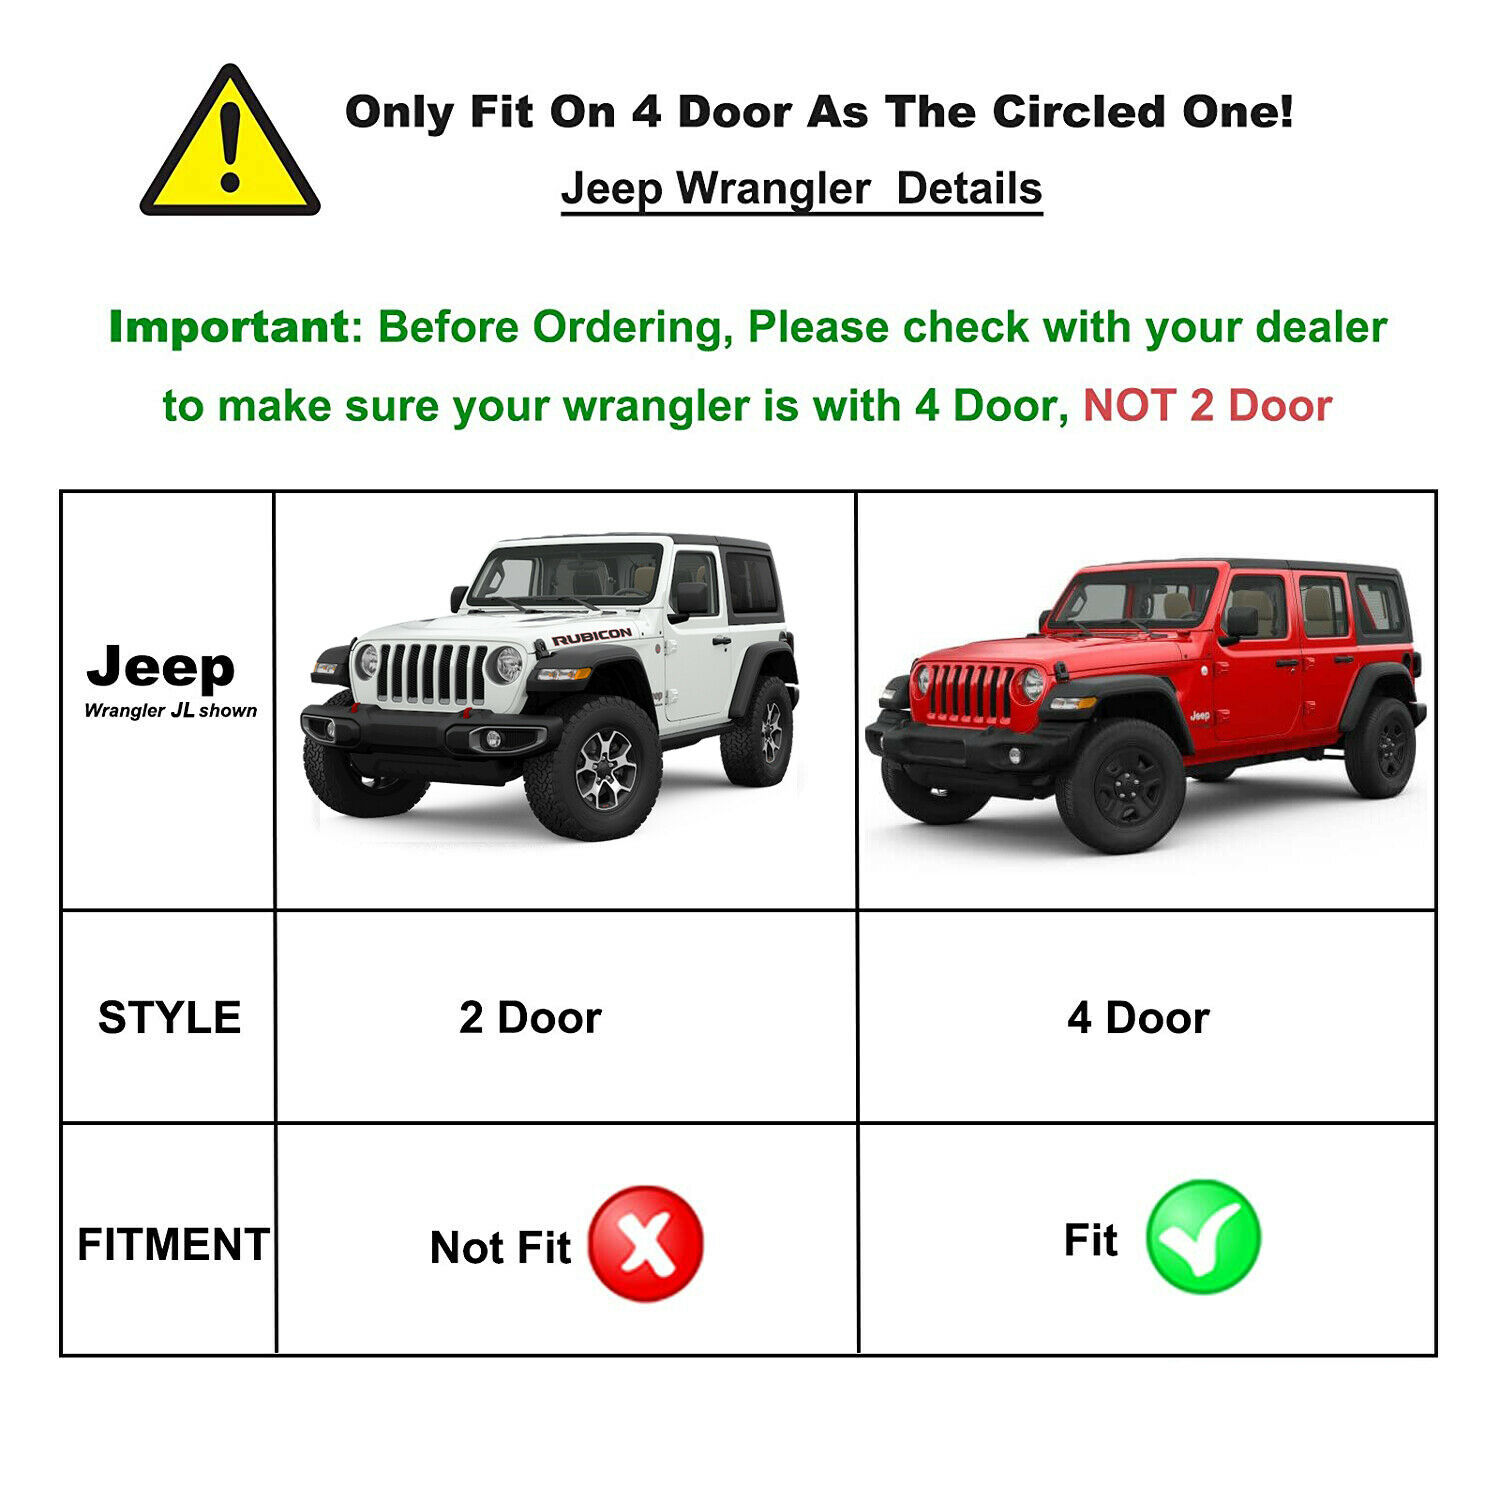 Only Fit On 4 Door As The Circled One!
Jeep Wrangler Details
Important: Before Ordering, Please check with your dealer
to make sure your wrangler is with 4 Door, NOT 2 Door
Jeep
Wrangler JL shown
RUBICON
Jeep
Jeep
STYLE
2 Door
4 Door
FITMENT
Not Fit
Fit